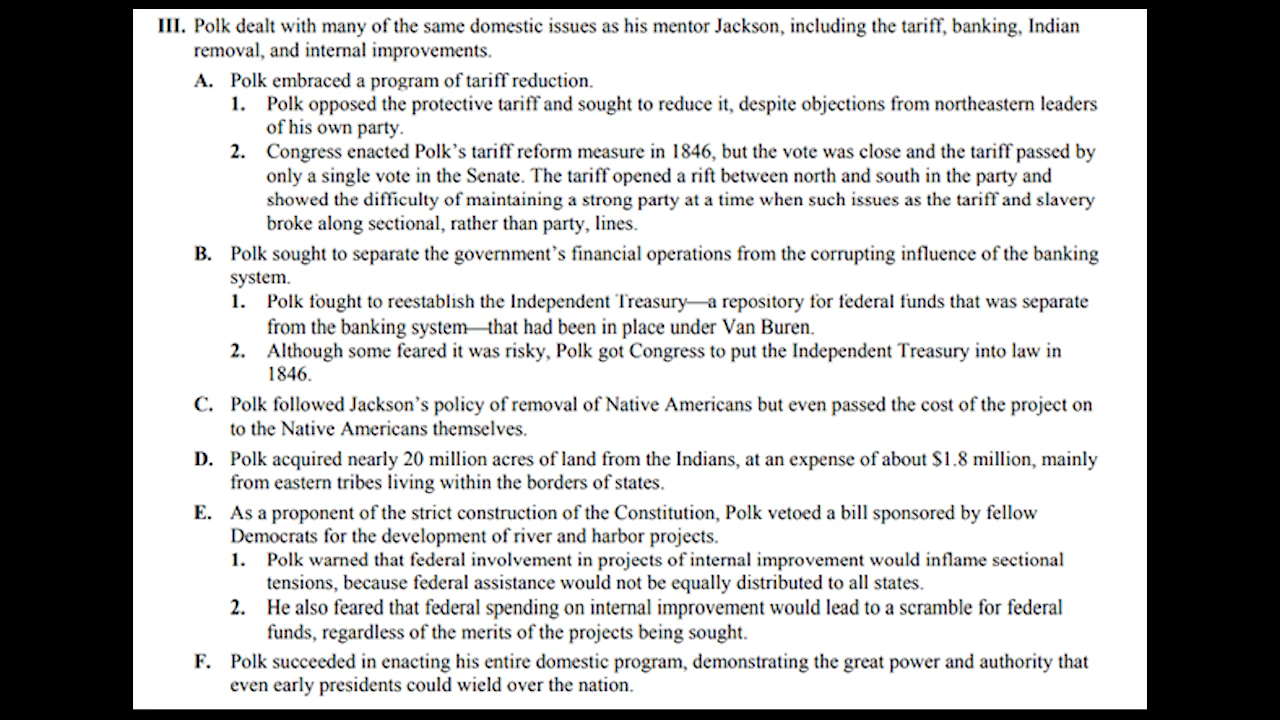 III. Polk dealt with many of the same domestic issues as his mentor Jackson, including the tariff, banking, Indian
removal, and internal improvements.
A. Polk embraced a program of tariff reduction.
1. Polk opposed the protective tariff and sought to reduce it, despite objections from northeastern leaders
of his own party.
2. Congress enacted Polk’s tariff reform measure in 1846, but the vote was close and the tariff passed by
only a single vote in the Senate. The tariff opened a rift between north and south in the party and
showed the difficulty of maintaining a strong party at a time when such issues as the tariff and slavery
broke along sectional, rather than party, lines.
B. Polk sought to separate the government’s financial operations from the corrupting influence of the banking
system.
1. Polk fought to reestablish the Independent Treasury—a repository for federal funds that was separate
from the banking system—that had been in place under Van Buren.
2. Although some feared it was risky, Polk got Congress to put the Independent Treasury into law in
1846.
C. Polk followed Jackson’s policy of removal of Native Americans but even passed the cost of the project on
to the Native Americans themselves.
D. Polk acquired nearly 20 million acres of land from the Indians, at an expense of about $1.8 million, mainly
from eastern tribes living within the borders of states.
E. As a proponent of the strict construction of the Constitution, Polk vetoed a bill sponsored by fellow
Democrats for the development of river and harbor projects.
1. Polk warned that federal involvement in projects of internal improvement would inflame sectional
tensions, because federal assistance would not be equally distributed to all states.
2. He also feared that federal spending on internal improvement would lead to a scramble for federal
funds, regardless of the merits of the projects being sought.
F. Polk succeeded in enacting his entire domestic program, demonstrating the great power and authority that
even early presidents could wield over the nation.